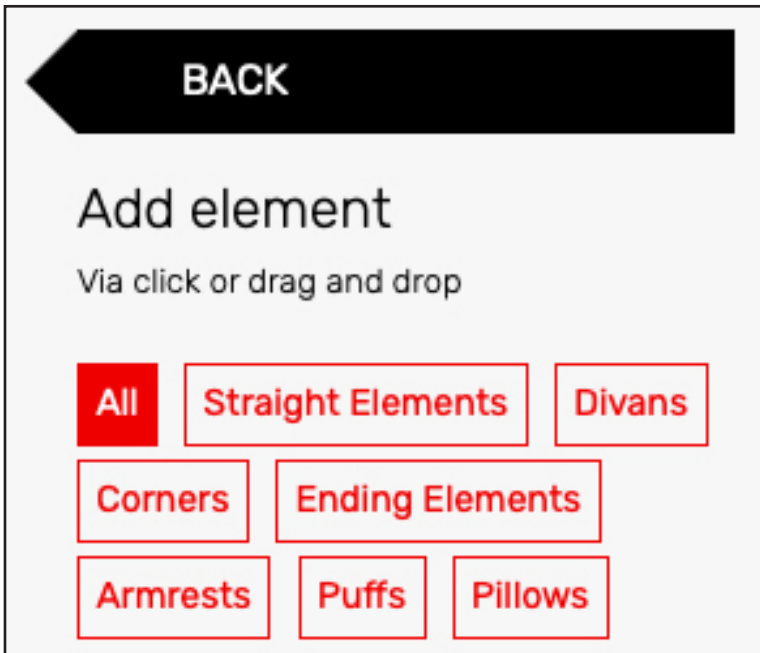 BACK
Add element
Via click or drag and drop
All Straight Elements Divans
Corners Ending Elements
Armrests Puffs Pillows